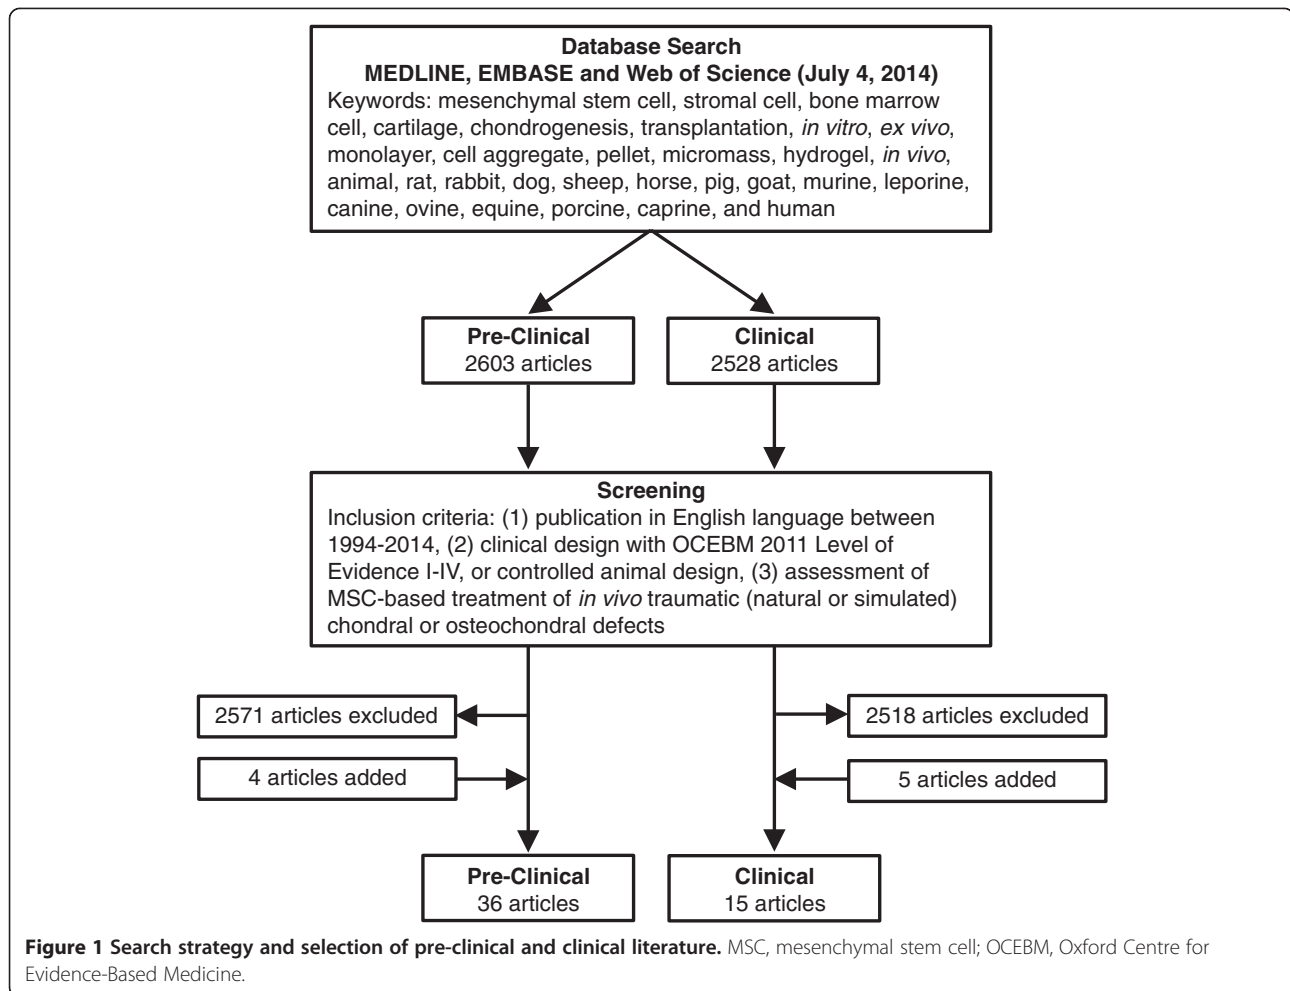 Database Search
MEDLINE, EMBASE and Web of Science (July 4, 2014)
Keywords: mesenchymal stem cell, stromal cell, bone marrow
cell, cartilage, chondrogenesis, transplantation, in vitro, ex vivo,
monolayer, cell aggregate, pellet, micromass, hydrogel, in vivo,
animal, rat, rabbit, dog, sheep, horse, pig, goat, murine, leporine,
canine, ovine, equine, porcine, caprine, and human
Pre-Clinical
2603 articles
Clinical
2528 articles
Screening
Inclusion criteria: (1) publication in English language between
1994-2014, (2) clinical design with OCEBM 2011 Level of
Evidence I-IV, or controlled animal design, (3) assessment of
MSC-based treatment of in vivo traumatic (natural or simulated)
chondral or osteochondral defects
2571 articles excluded
2518 articles excluded
4 articles added
5 articles added
Pre-Clinical
36 articles
Clinical
15 articles
Figure 1 Search strategy and selection of pre-clinical and clinical literature. MSC, mesenchymal stem cell; OCEBM, Oxford Centre for
Evidence-Based Medicine.